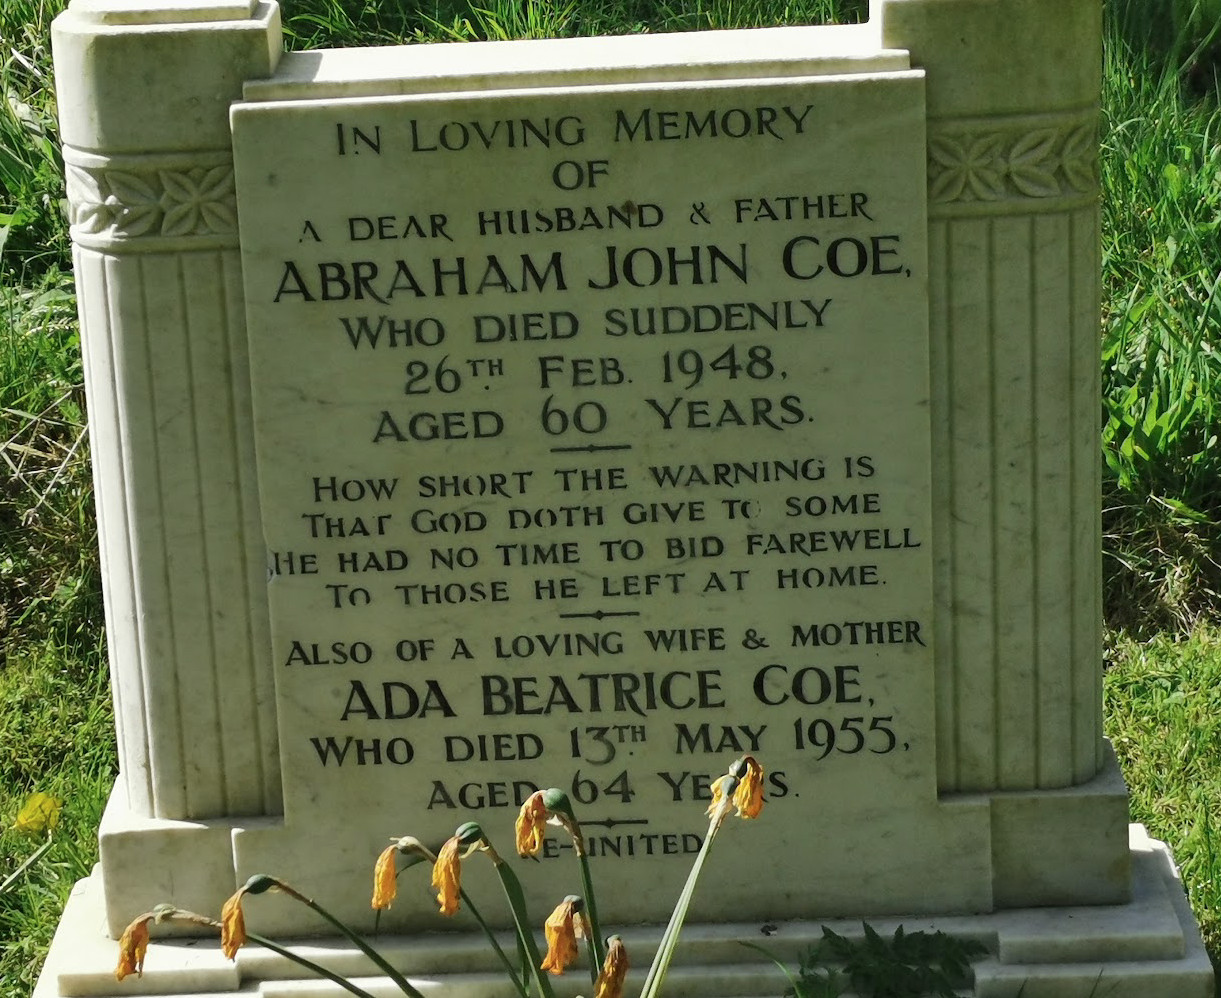 IN LOVING MEMORY
OF
A DEAR HUSBAND & FATHER
ABRAHAM JOHN COE,
WHO DIED SUDDENLY
26TH FEB. 1948,
AGED 60 YEARS.
HOW SHORT THE WARNING IS
THAT GOD DOTH GIVE TO SOME
HE HAD NO TIME TO BID FAREWELL
TO THOSE HE LEFT AT HOME.
ALSO OF A LOVING WIFE & MOTHER
ADA BEATRICE COE,
WHO DIED 13TH MAY 1955,
AGED 64 YEARS.
RE-UNITED